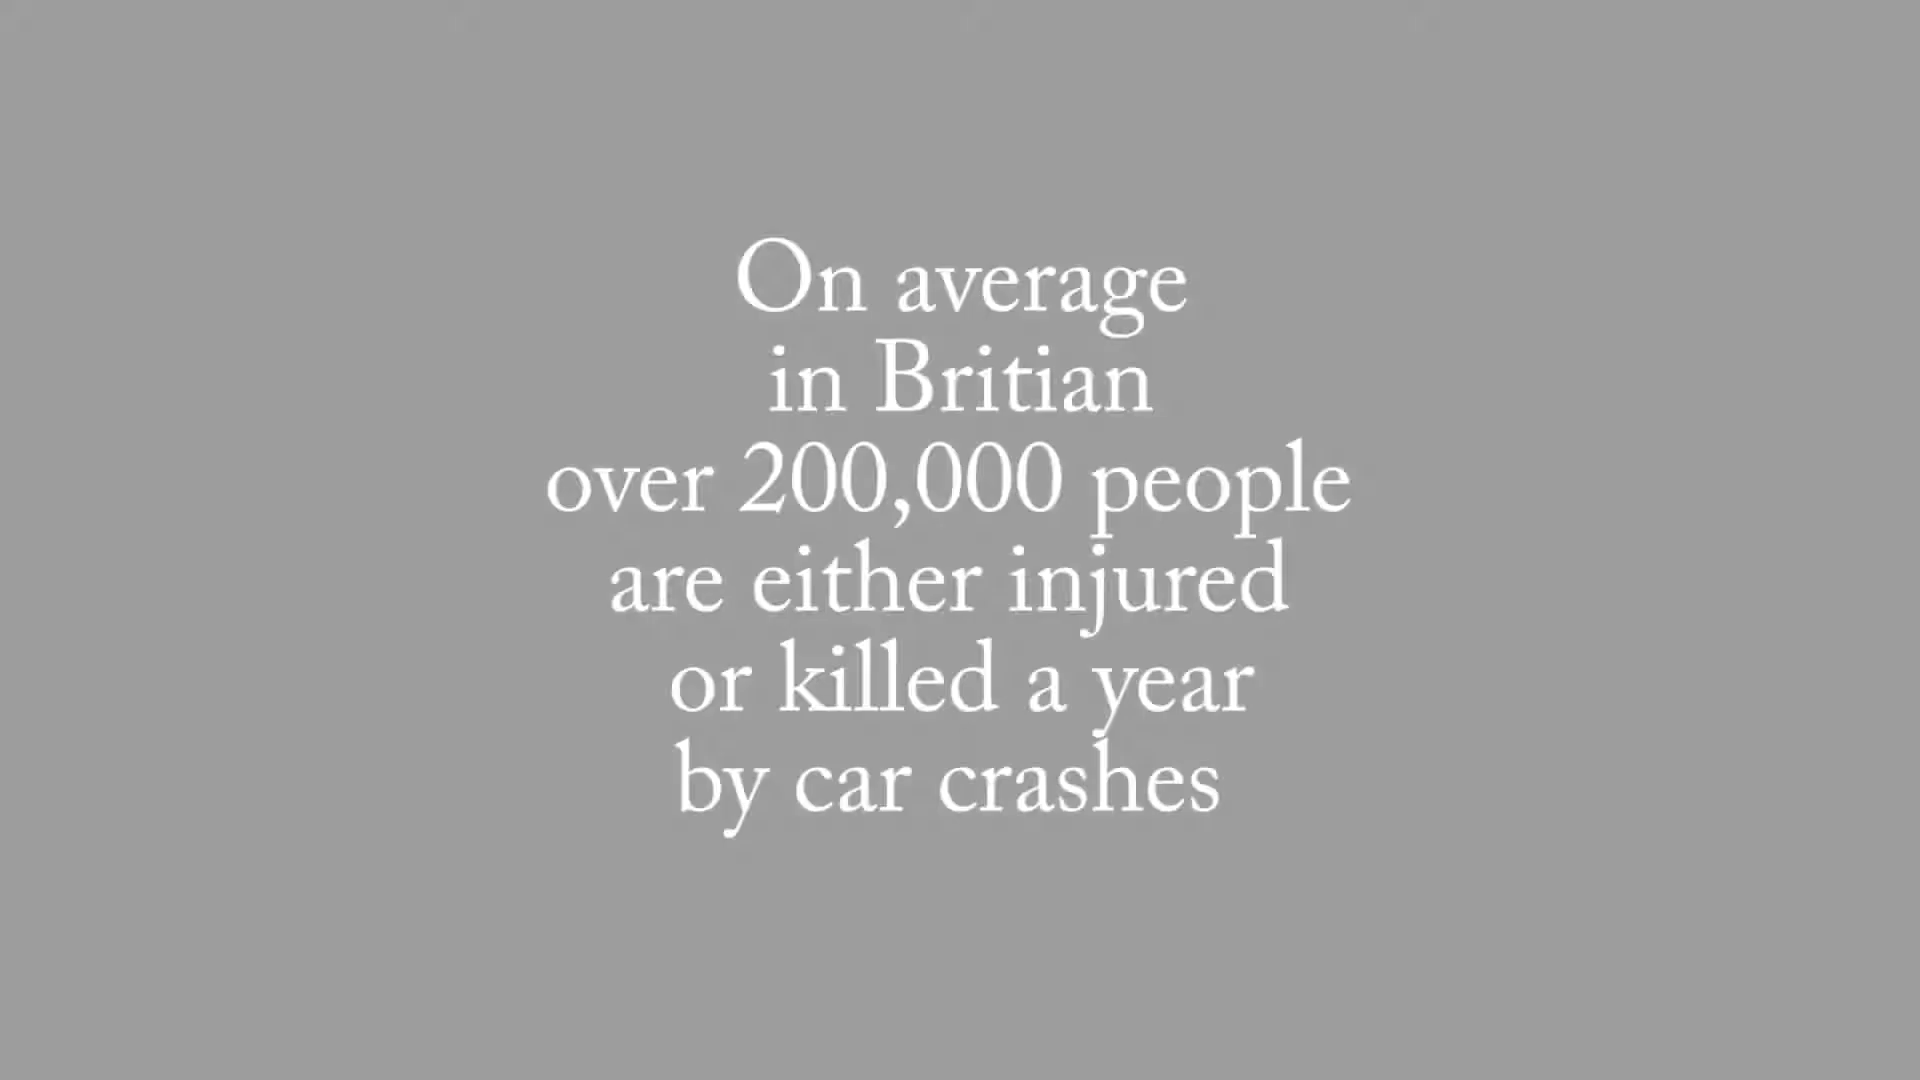 On average
in Britian
over 200,000 people
are either injured
or killed a year
by car crashes